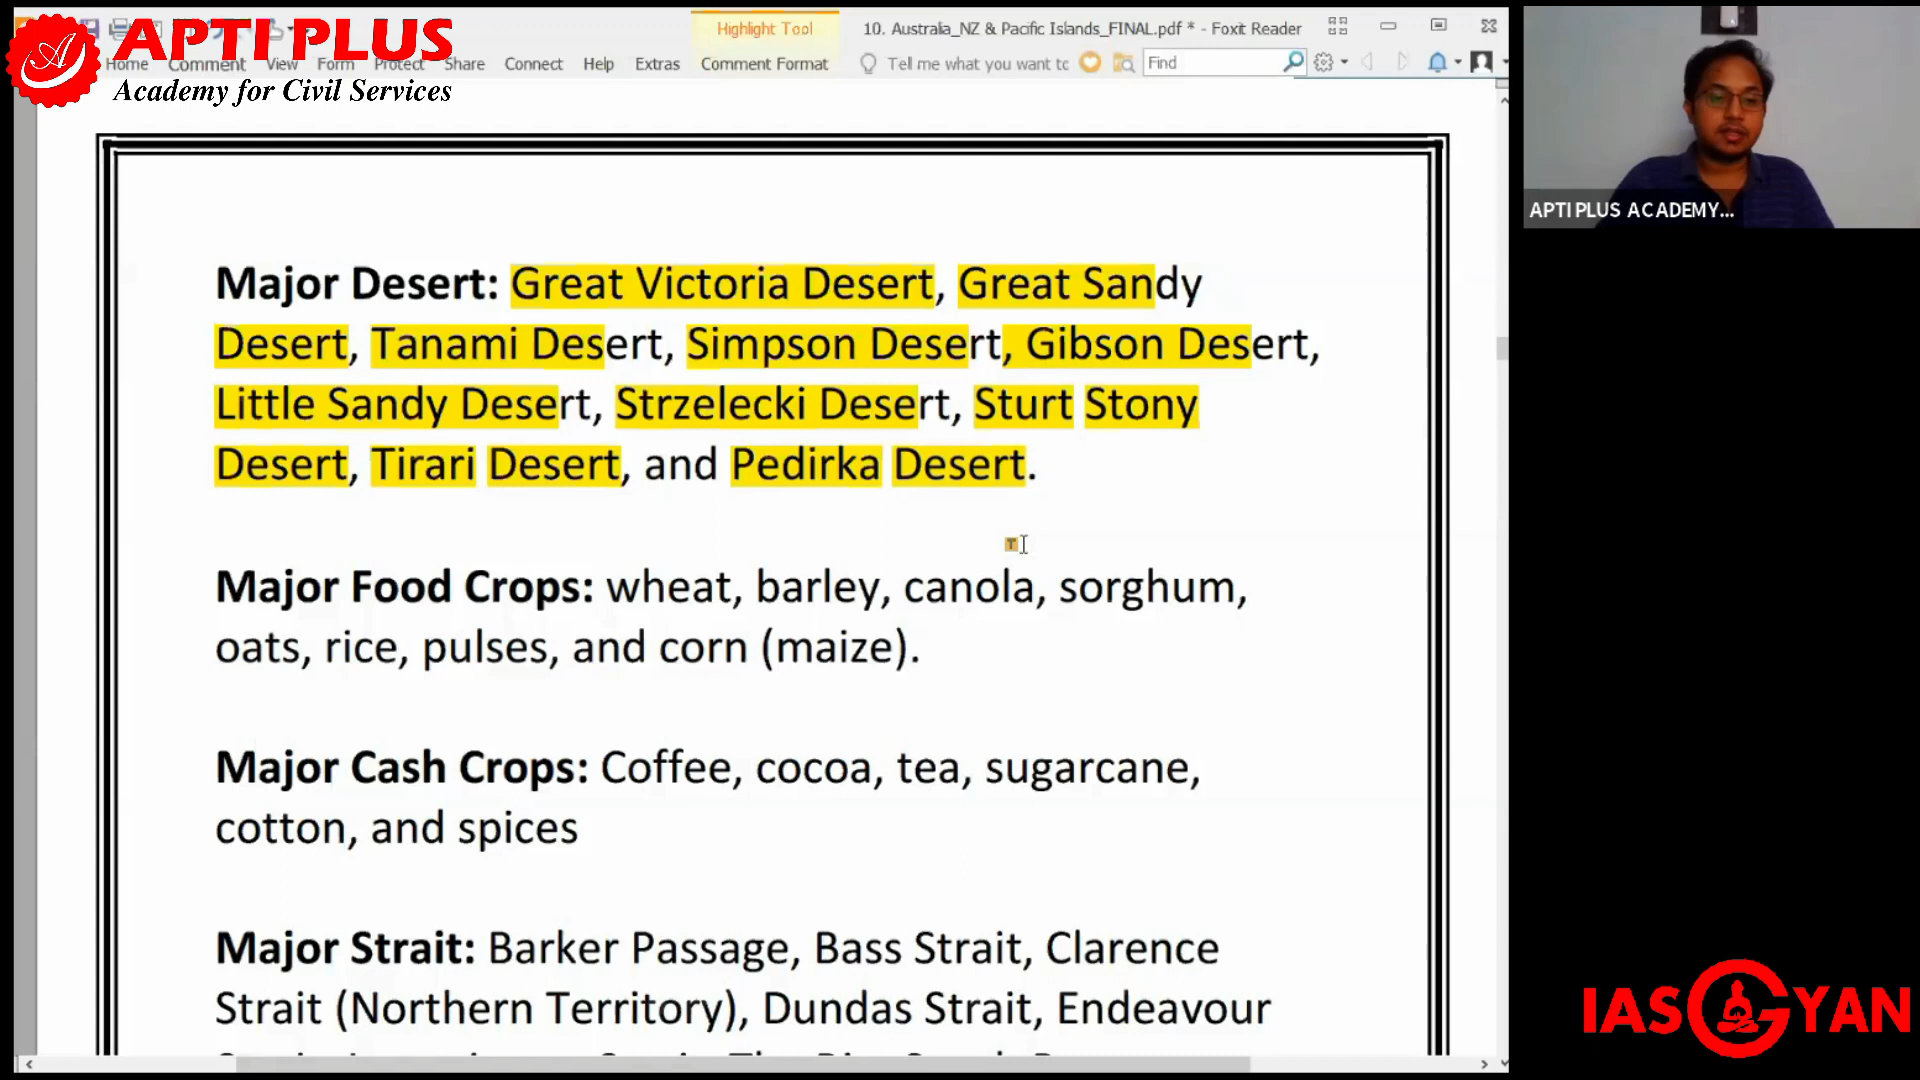 APTI PLUS
Academy for Civil Services
Highlight Tool
10. Australia_NZ & Pacific Islands_FINAL.pdf * - Foxit Reader
Home Comment View Form Protect Share Connect Help Extras Comment Format Tell me what you want to Find
APTI PLUS ACADEMY...
Major Desert: Great Victoria Desert, Great Sandy
Desert, Tanami Desert, Simpson Desert, Gibson Desert,
Little Sandy Desert, Strzelecki Desert, Sturt Stony
Desert, Tirari Desert, and Pedirka Desert.
Major Food Crops: wheat, barley, canola, sorghum,
oats, rice, pulses, and corn (maize).
Major Cash Crops: Coffee, cocoa, tea, sugarcane,
cotton, and spices
Major Strait: Barker Passage, Bass Strait, Clarence
Strait (Northern Territory), Dundas Strait, Endeavour
IAS GYAN